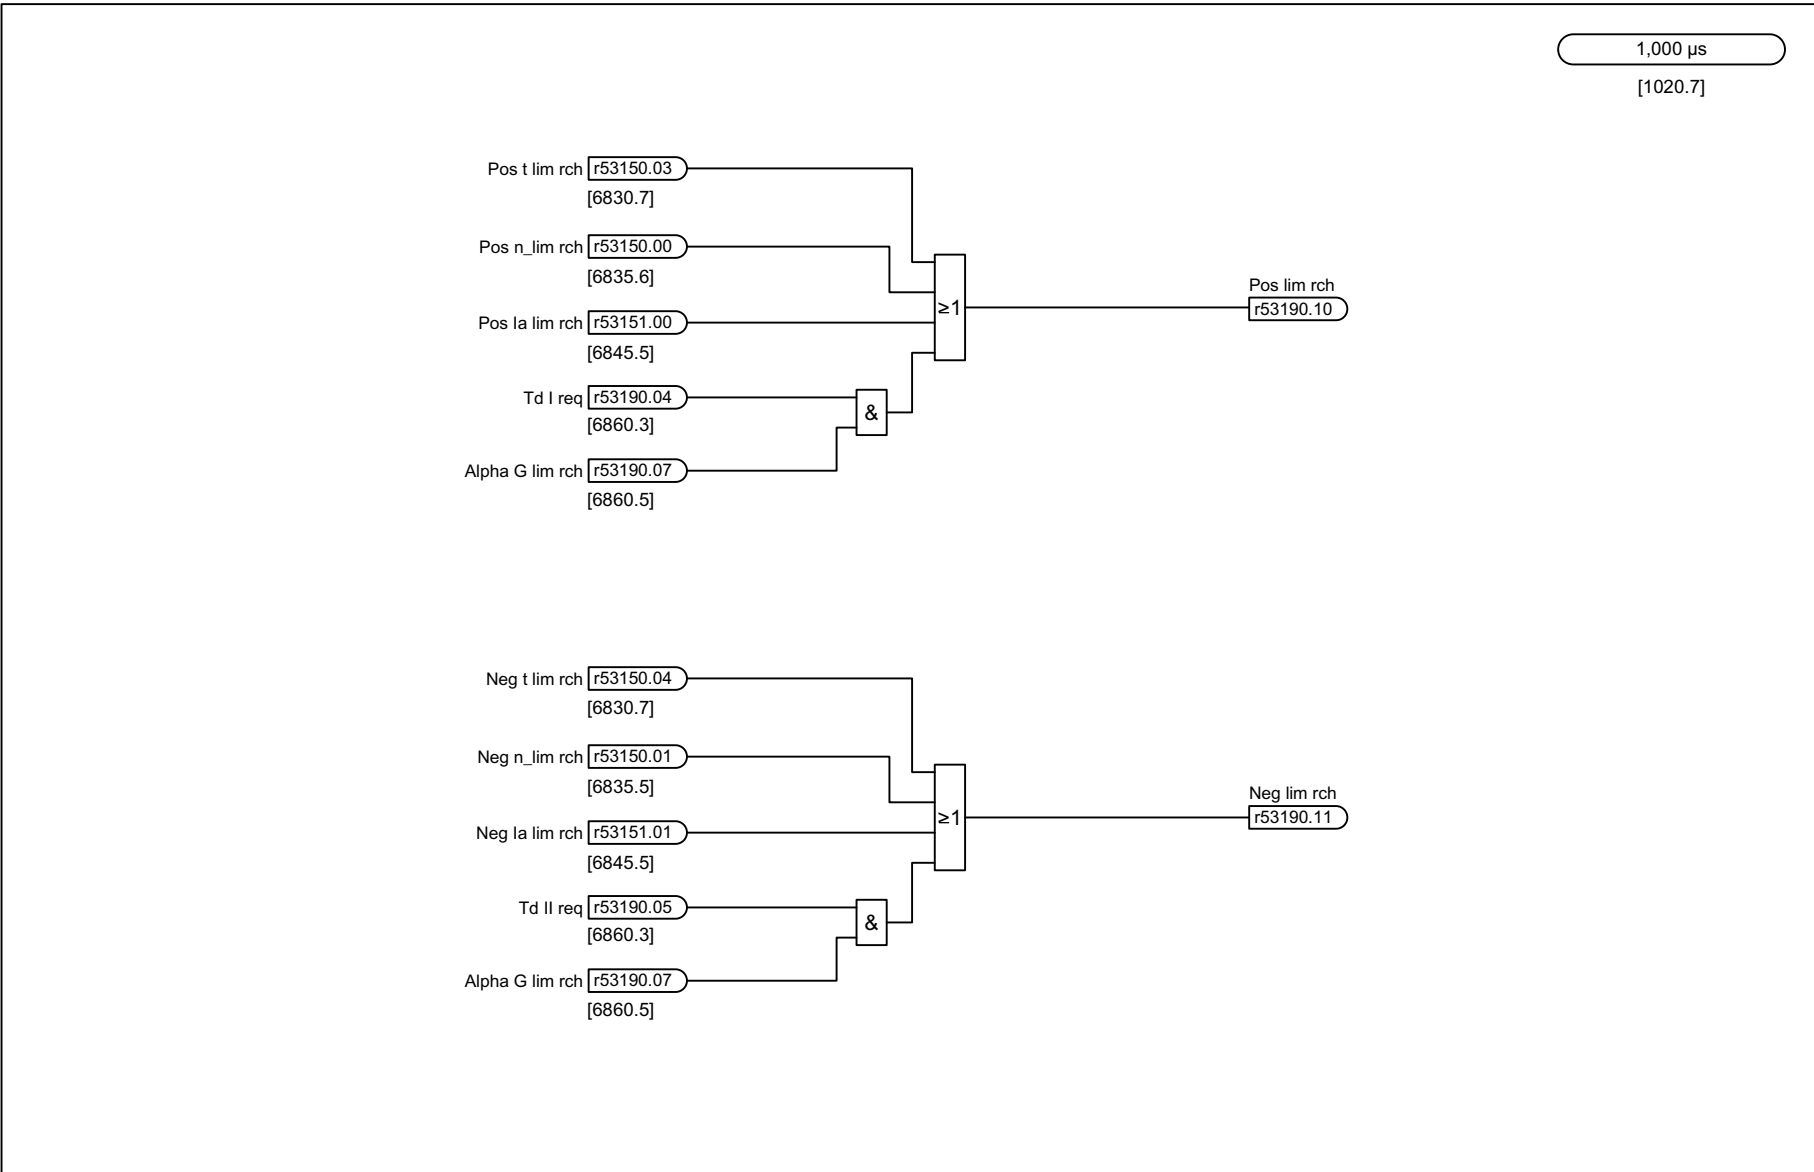 1,000 µs
[1020.7]
Pos t lim rch r53150.03
[6830.7]
Pos n_lim rch r53150.00
[6835.6]
Pos Ia lim rch r53151.00
[6845.5]
Td I req r53190.04
[6860.3]
Alpha G lim rch r53190.07
[6860.5]
&
≥1
Pos lim rch
r53190.10
Neg t lim rch r53150.04
[6830.7]
Neg n_lim rch r53150.01
[6835.5]
Neg Ia lim rch r53151.01
[6845.5]
Td II req r53190.05
[6860.3]
Alpha G lim rch r53190.07
[6860.5]
&
≥1
Neg lim rch
r53190.11